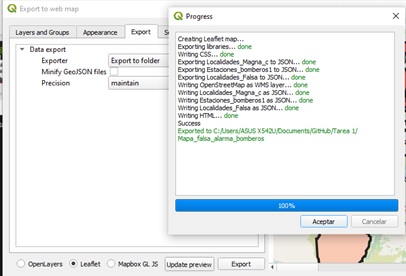 Export to web map
Layers and Groups
Appearance
Export
Data export
Exporter
Export to folder
Minify GeoJSON files
Precision
maintain
OpenLayers
Leaflet
Mapbox GL JS
Update preview
Export
Progress
Creating Leaflet map...
Exporting libraries... done
Writing CSS... done
Exporting Localidades_Magna_c to JSON... done
Exporting Estaciones_bomberos1 to JSON... done
Exporting Localidades_Falsa to JSON... done
Writing OpenStreetMap as WMS layer... done
Writing Localidades_Magna_c as JSON... done
Writing Estaciones_bomberos1 as JSON... done
Writing Localidades_Falsa as JSON... done
Writing HTML... done
Success
Exported to C:/Users/ASUS X542U/Documents/GitHub/Tarea 1/
Mapa_falsa_alarma_bomberos
100%
Aceptar
Cancelar